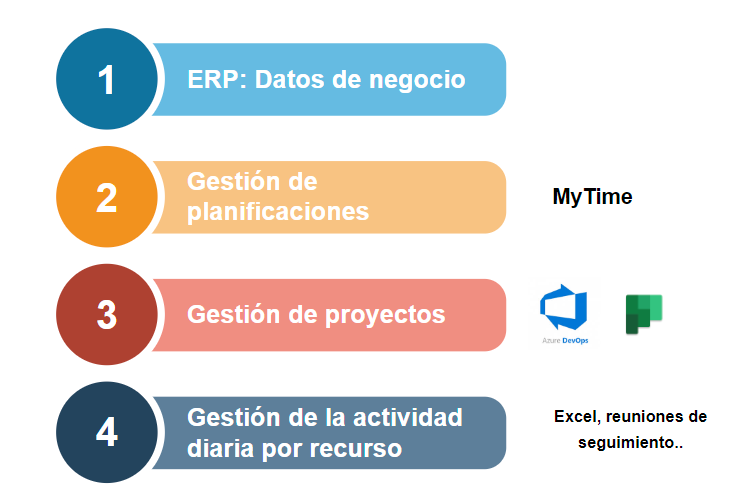 1
ERP: Datos de negocio
2
Gestión de
planificaciones
MyTime
3
Gestión de proyectos
Azure DevOps
4
Gestión de la actividad
diaria por recurso
Excel, reuniones de
seguimiento..